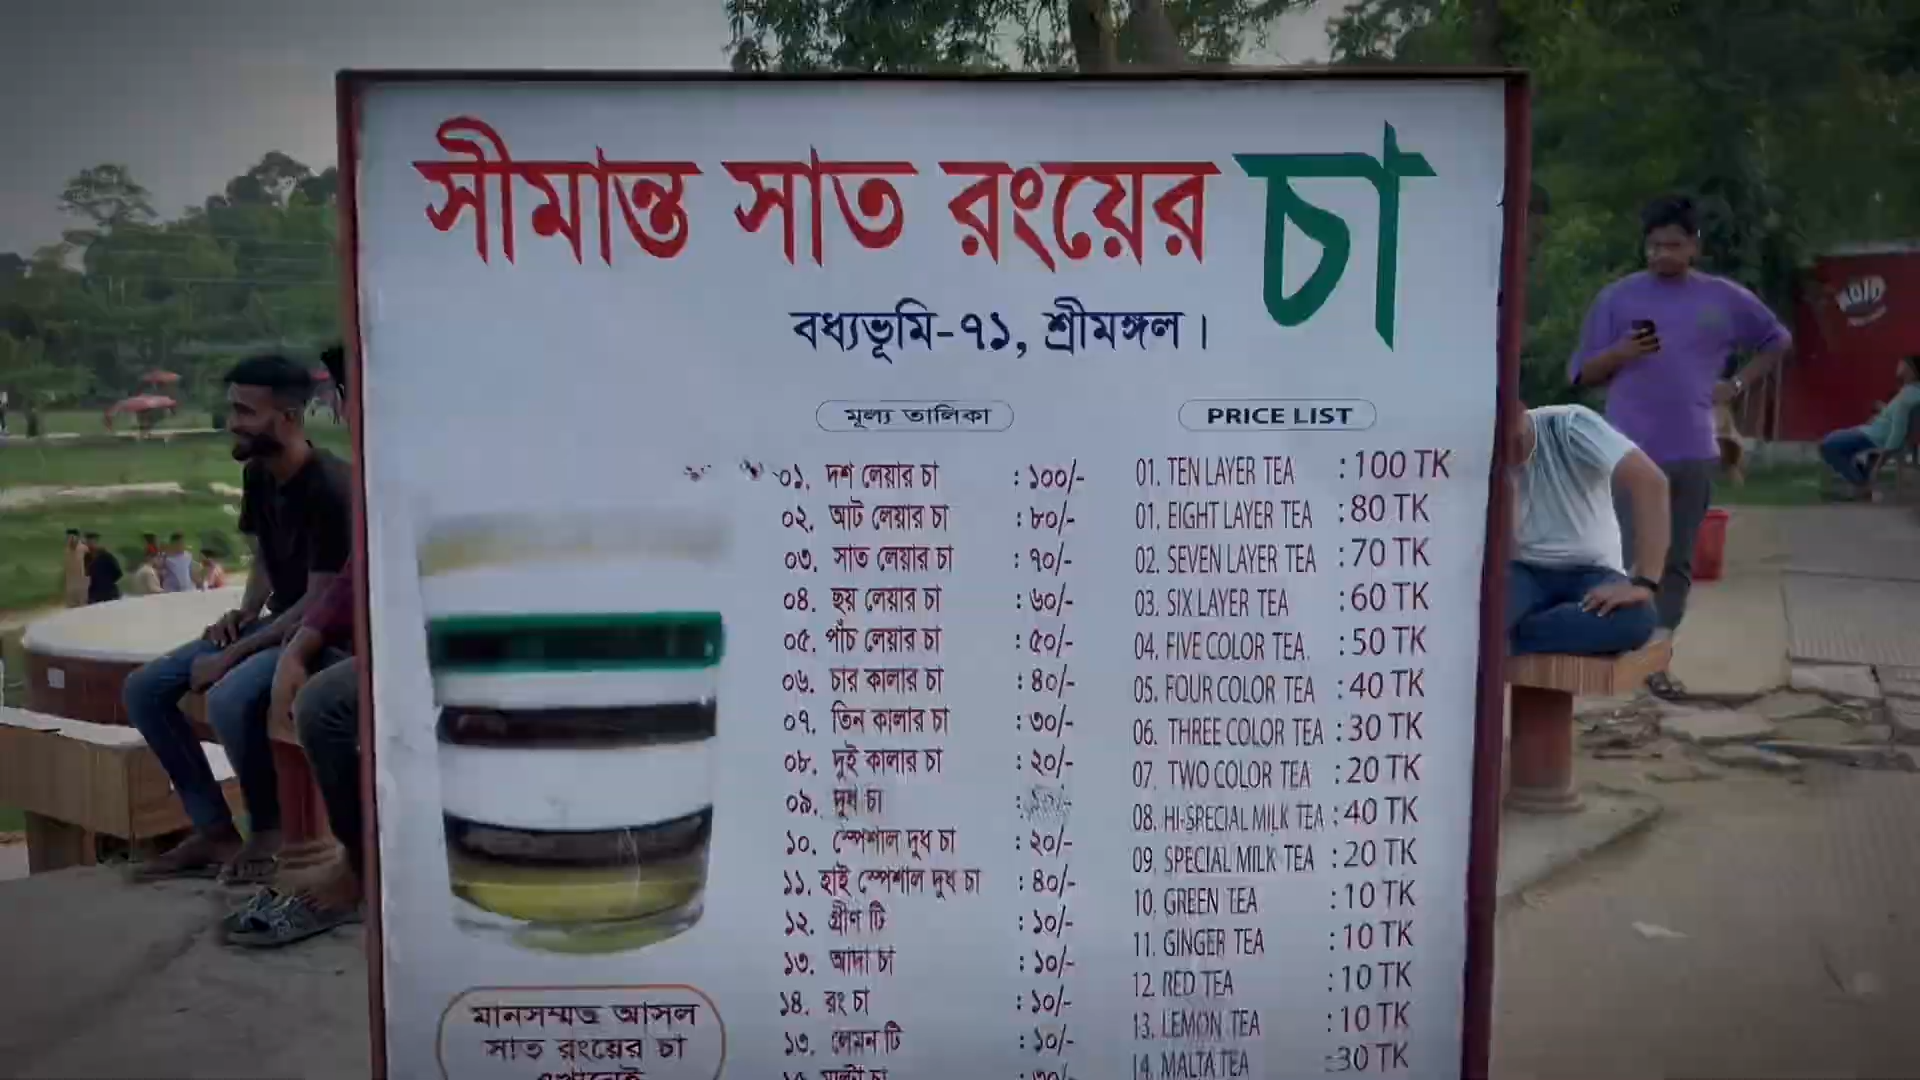 সীমান্ত সাত রংয়ের চা
বধ্যভূমি-৭১, শ্রীমঙ্গল।
মূল্য তালিকা
০১. দশ লেয়ার চা : ১০০/-
০২. আট লেয়ার চা : ৮০/-
০৩. সাত লেয়ার চা : ৭০/-
০৪. ছয় লেয়ার চা : ৬০/-
০৫. পাঁচ লেয়ার চা : ৫০/-
০৬. চার কালার চা : ৪০/-
০৭. তিন কালার চা : ৩০/-
০৮. দুই কালার চা : ২০/-
০৯. দুধ চা
১০. স্পেশাল দুধ চা : ২০/-
১১. হাই স্পেশাল দুধ চা : ৪০/-
১২. গ্রীণ টি : ১০/-
১৩. আদা চা : ১০/-
১৪. রং চা : ১০/-
১৩. লেমন টি : ১০/-
PRICE LIST
01. TEN LAYER TEA : 100 TK
01. EIGHT LAYER TEA : 80 TK
02. SEVEN LAYER TEA : 70 TK
03. SIX LAYER TEA : 60 TK
04. FIVE COLOR TEA : 50 TK
05. FOUR COLOR TEA : 40 TK
06. THREE COLOR TEA : 30 TK
07. TWO COLOR TEA : 20 TK
08. HI-SPECIAL MILK TEA : 40 TK
09. SPECIAL MILK TEA : 20 TK
10. GREEN TEA : 10 TK
11. GINGER TEA : 10 TK
12. RED TEA : 10 TK
13. LEMON TEA : 10 TK
14. MALTA TEA : 30 TK
মানসম্মত আসল
সাত রংয়ের চা
MOJO